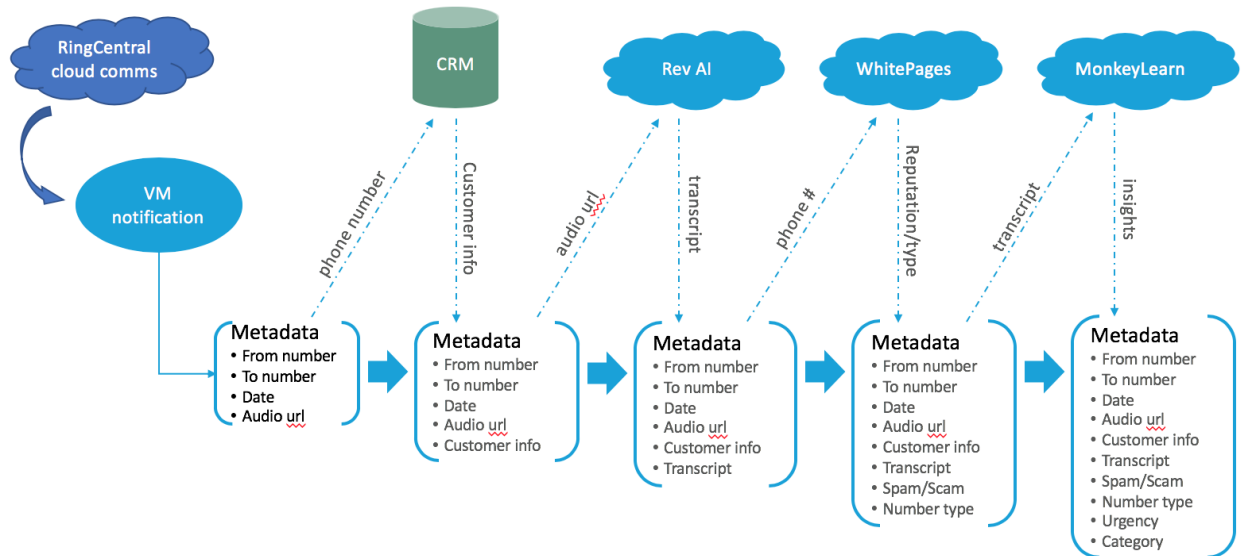 RingCentral
cloud comms
CRM
Rev AI
WhitePages
MonkeyLearn
VM
notification
phone number
Customer info
audio url
transcript
phone #
Reputation/type
transcript
insights
Metadata
• From number
• To number
• Date
• Audio url
Metadata
• From number
• To number
• Date
• Audio url
• Customer info
Metadata
• From number
• To number
• Date
• Audio url
• Customer info
• Transcript
Metadata
• From number
• To number
• Date
• Audio url
• Customer info
• Transcript
• Spam/Scam
• Number type
Metadata
• From number
• To number
• Date
• Audio url
• Customer info
• Transcript
• Spam/Scam
• Number type
• Urgency
• Category